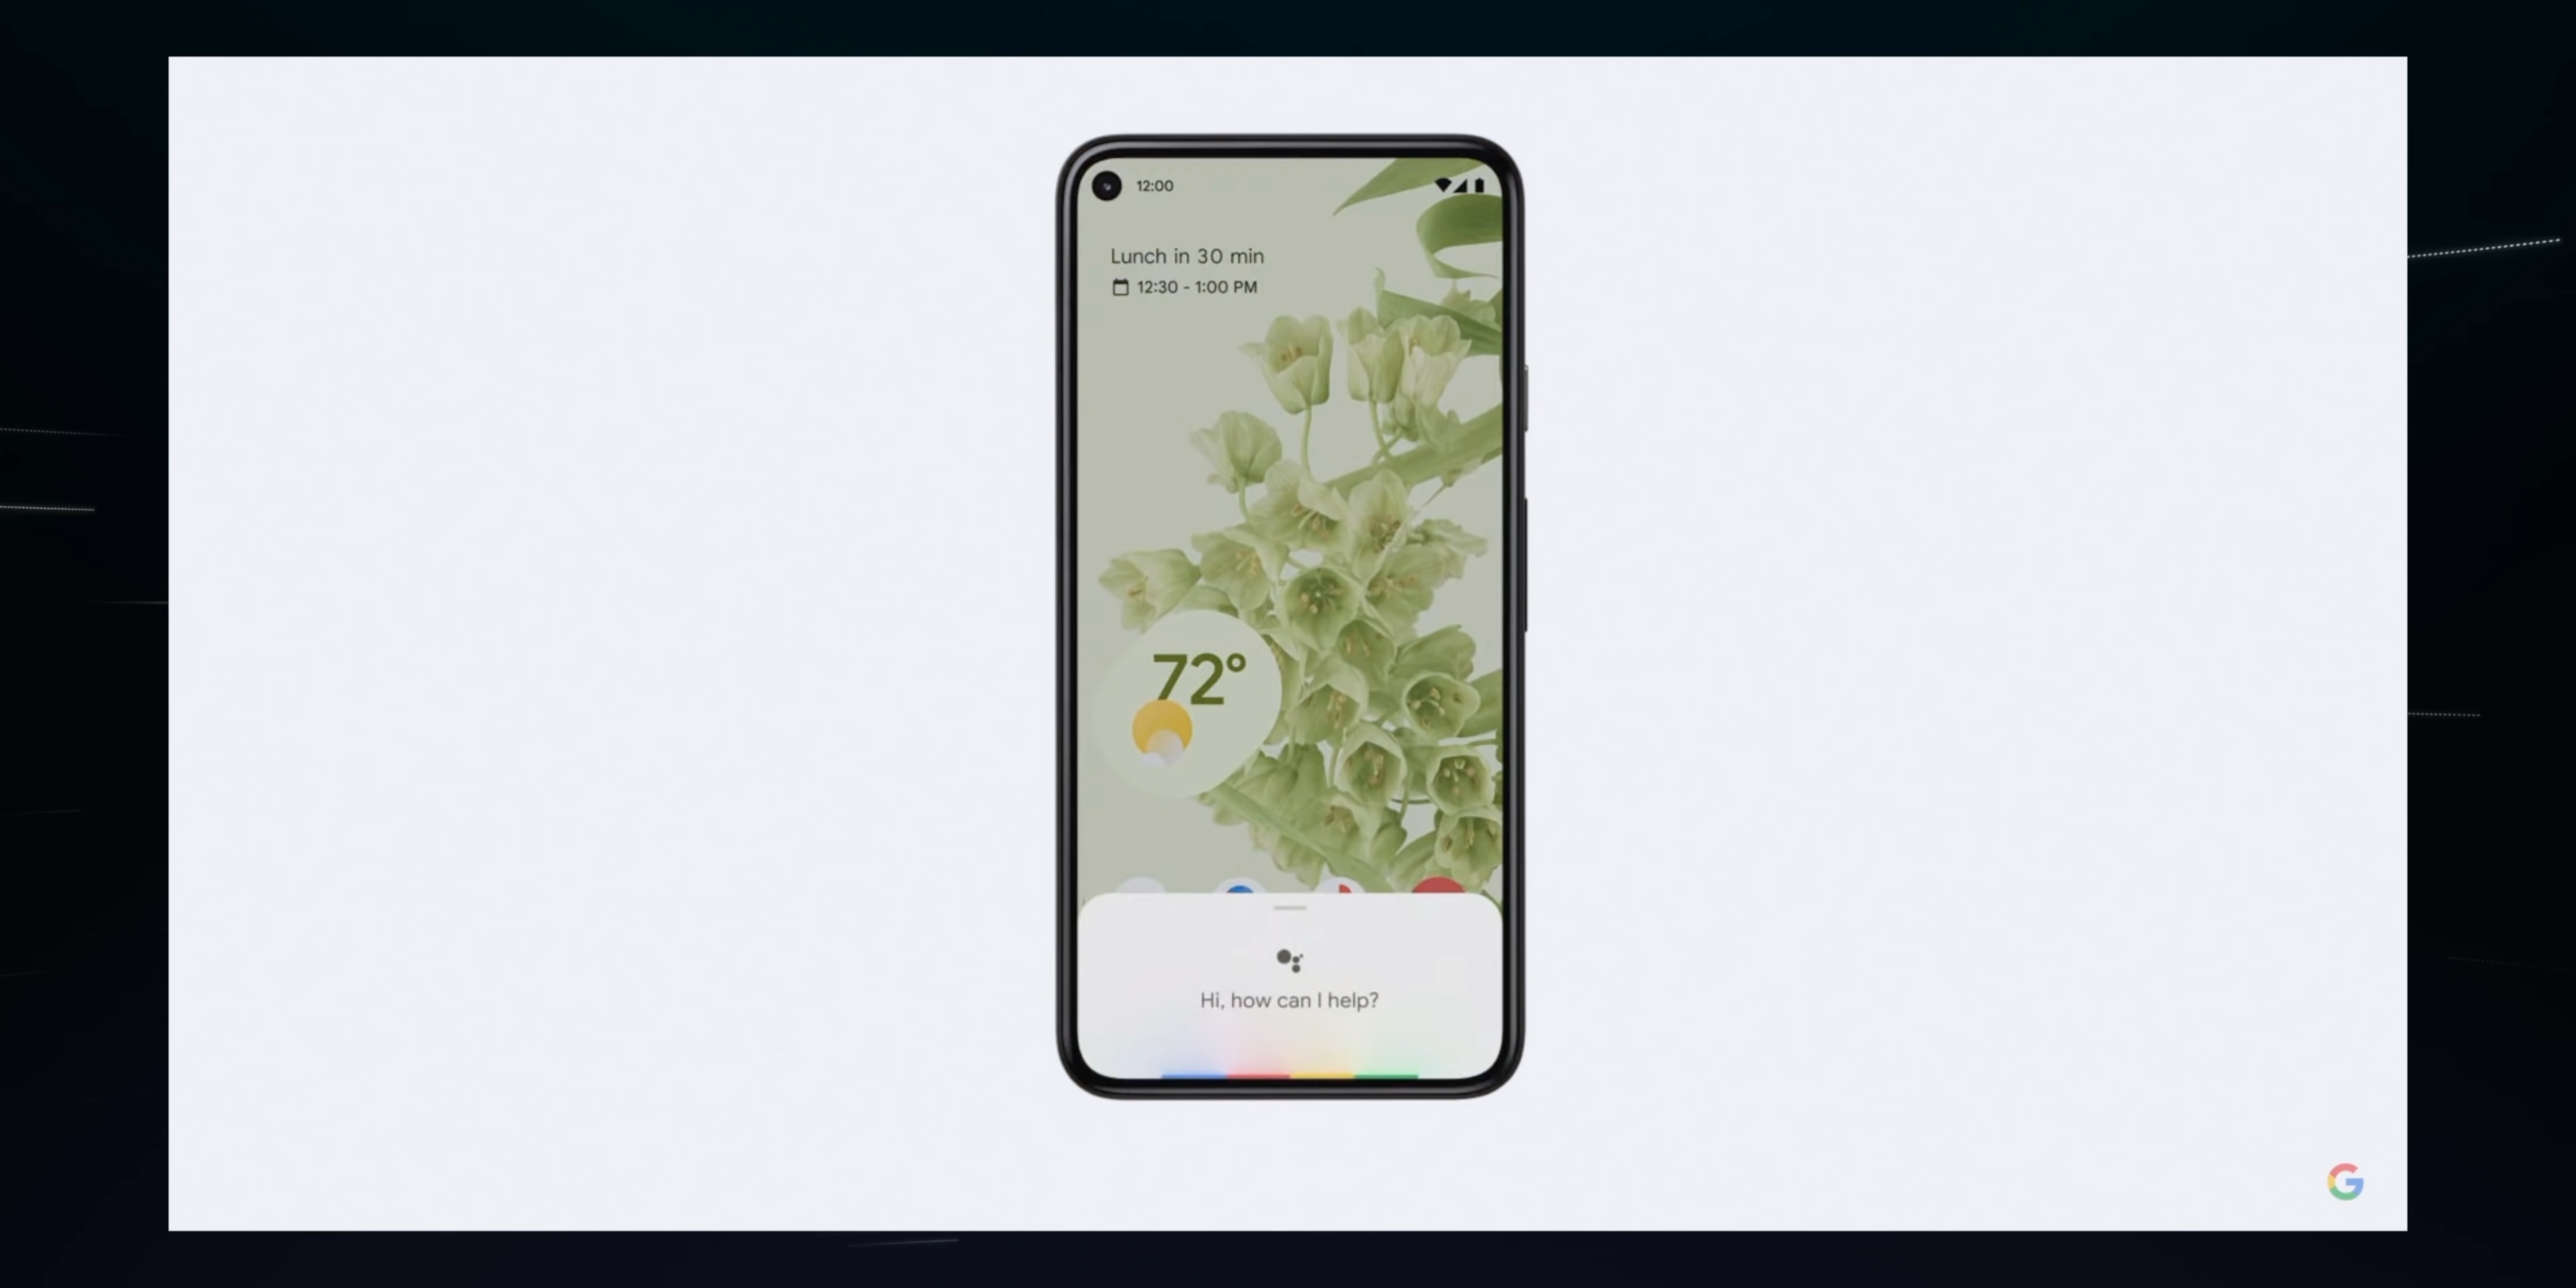 12:00
Lunch in 30 min
12:30 - 1:00 PM
72°
Hi, how can I help?
G